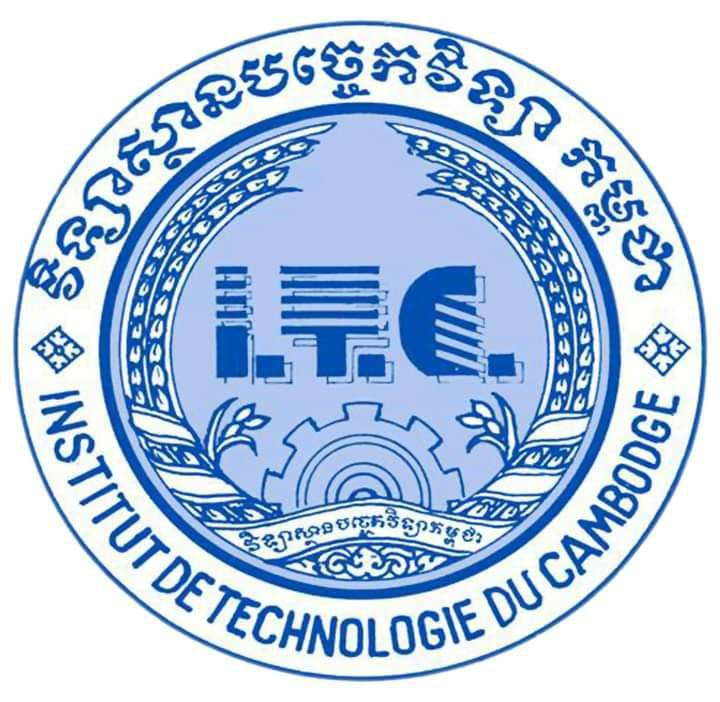 វិទ្យាស្ថានបច្ចេកវិទ្យា កម្ពុជា
I.T.C.
វិទ្យាស្ថានបច្ចេកវិទ្យាកម្ពុជា
INSTITUT DE TECHNOLOGIE DU CAMBODGE